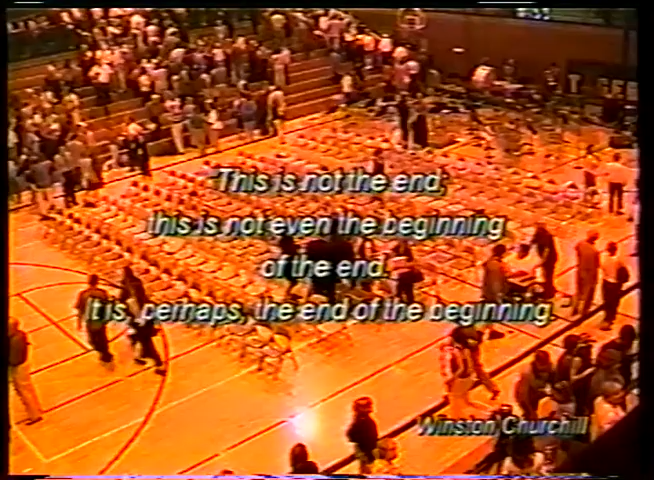 This is not the end;
this is not even the beginning
of the end.
It is, perhaps, the end of the beginning.
Winston Churchill